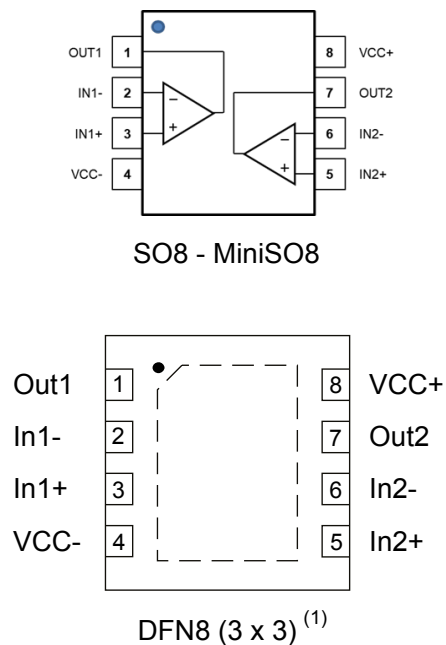 OUT1 1 8 VCC+
IN1- 2 7 OUT2
IN1+ 3 6 IN2-
VCC- 4 5 IN2+
− −
+ +
SO8 - MiniSO8
Out1 1 8 VCC+
In1- 2 7 Out2
In1+ 3 6 In2-
VCC- 4 5 In2+
DFN8 (3 x 3) (1)